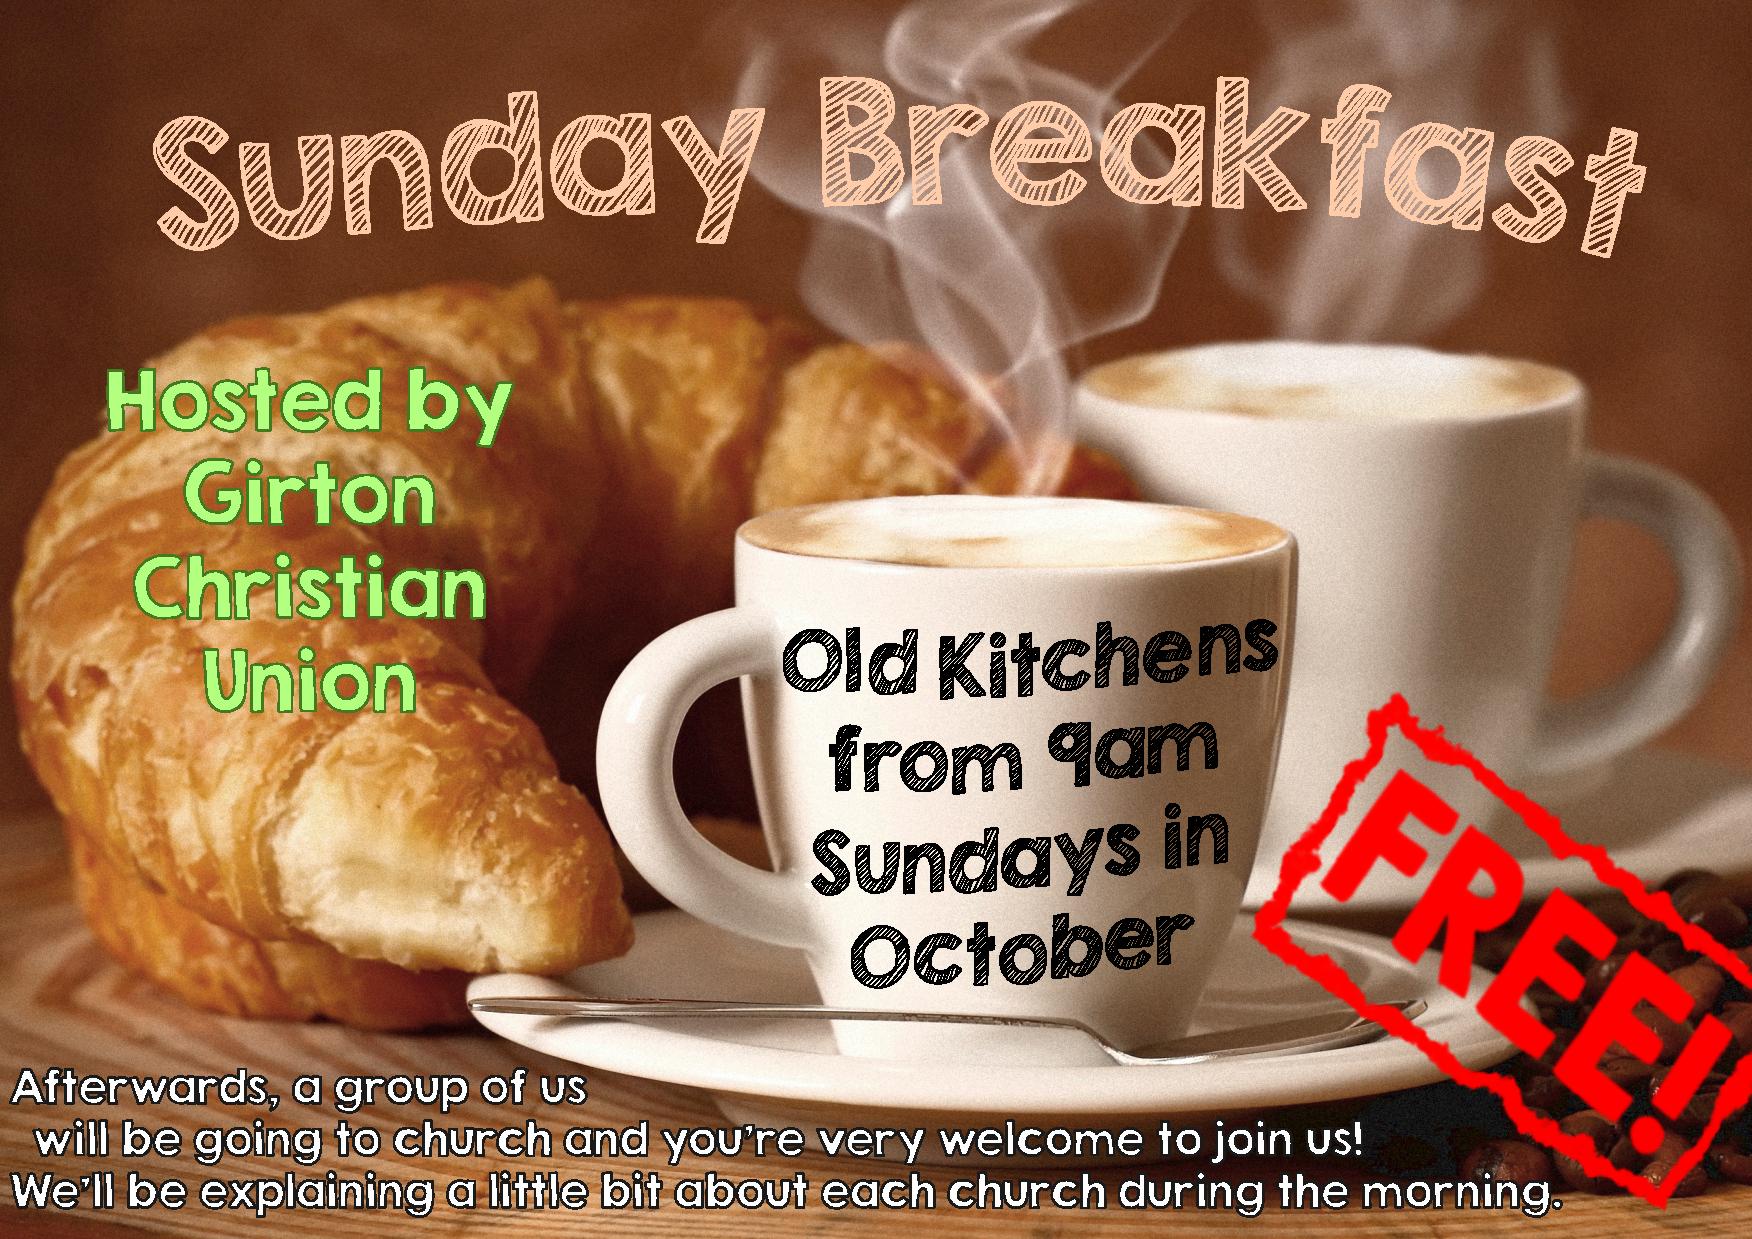 Sunday Breakfast
Hosted by
Girton
Christian
Union
Old Kitchens
from 9am
Sundays in
October
FREE!
Afterwards, a group of us
will be going to church and you're very welcome to join us!
We'll be explaining a little bit about each church during the morning.